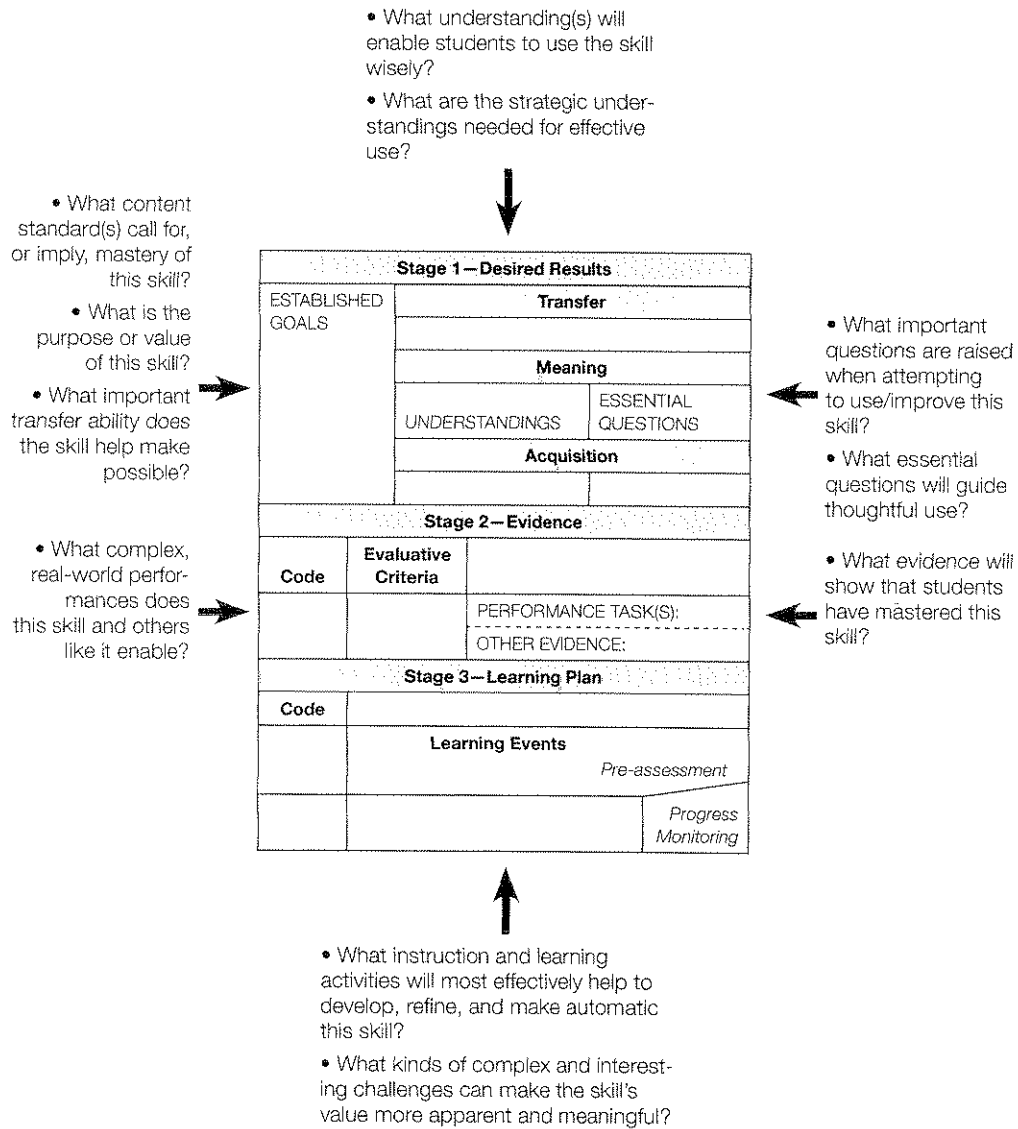 • What understanding(s) will
enable students to use the skill
wisely?
• What are the strategic under-
standings needed for effective
use?
• What content
standard(s) call for,
or imply, mastery of
this skill?
• What is the
purpose or value
of this skill?
• What important
transfer ability does
the skill help make
possible?
Stage 1—Desired Results
ESTABLISHED
GOALS
Transfer
Meaning
UNDERSTANDINGS
ESSENTIAL
QUESTIONS
Acquisition
• What important
questions are raised
when attempting
to use/improve this
skill?
• What essential
questions will guide
thoughtful use?
• What complex,
real-world perfor-
mances does
this skill and others
like it enable?
Stage 2—Evidence
Code
Evaluative
Criteria
PERFORMANCE TASK(S):
OTHER EVIDENCE:
• What evidence will
show that students
have mastered this
skill?
Stage 3—Learning Plan
Code
Learning Events
Pre-assessment
Progress
Monitoring
• What instruction and learning
activities will most effectively help to
develop, refine, and make automatic
this skill?
• What kinds of complex and interest-
ing challenges can make the skill's
value more apparent and meaningful?